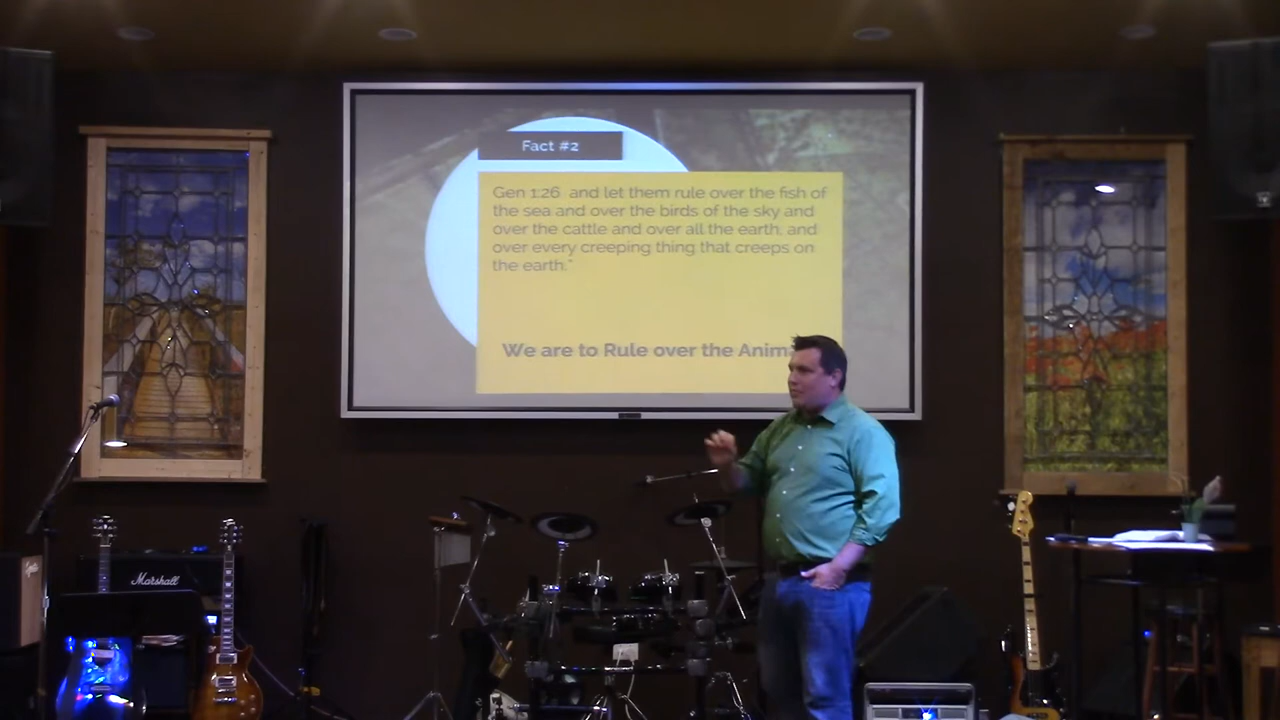 Fact #2
Gen 1:26 and let them rule over the fish of
the sea and over the birds of the sky and
over the cattle and over all the earth, and
over every creeping thing that creeps on
the earth."
We are to Rule over the Anim
Marshall